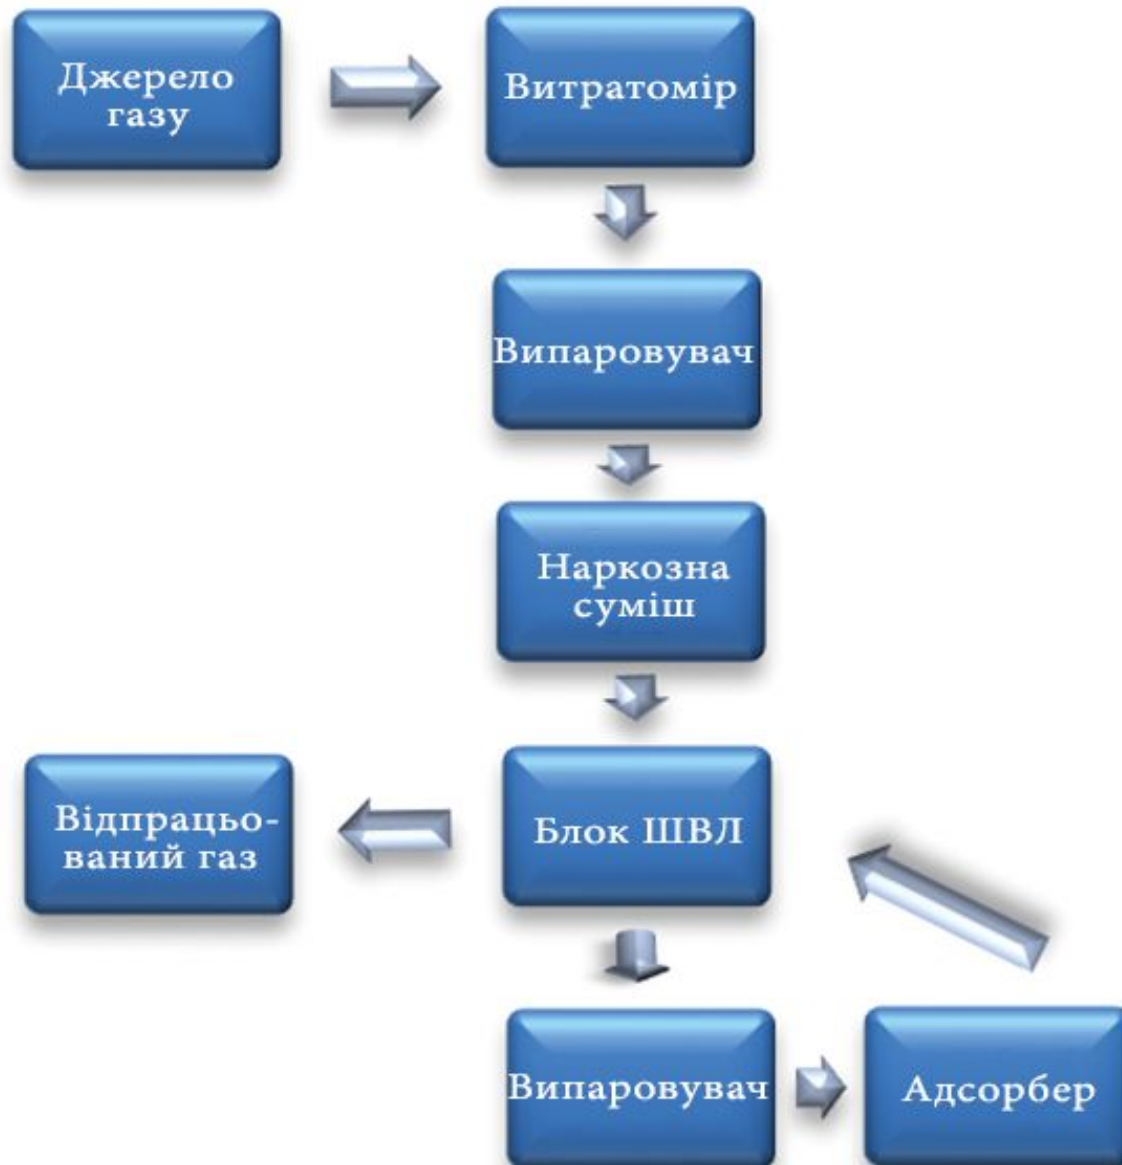 Джерело
газу
Витратомір
Випаровувач
Наркозна
суміш
Відпрацьо-
ваний газ
Блок ШВЛ
Випаровувач
Адсорбер